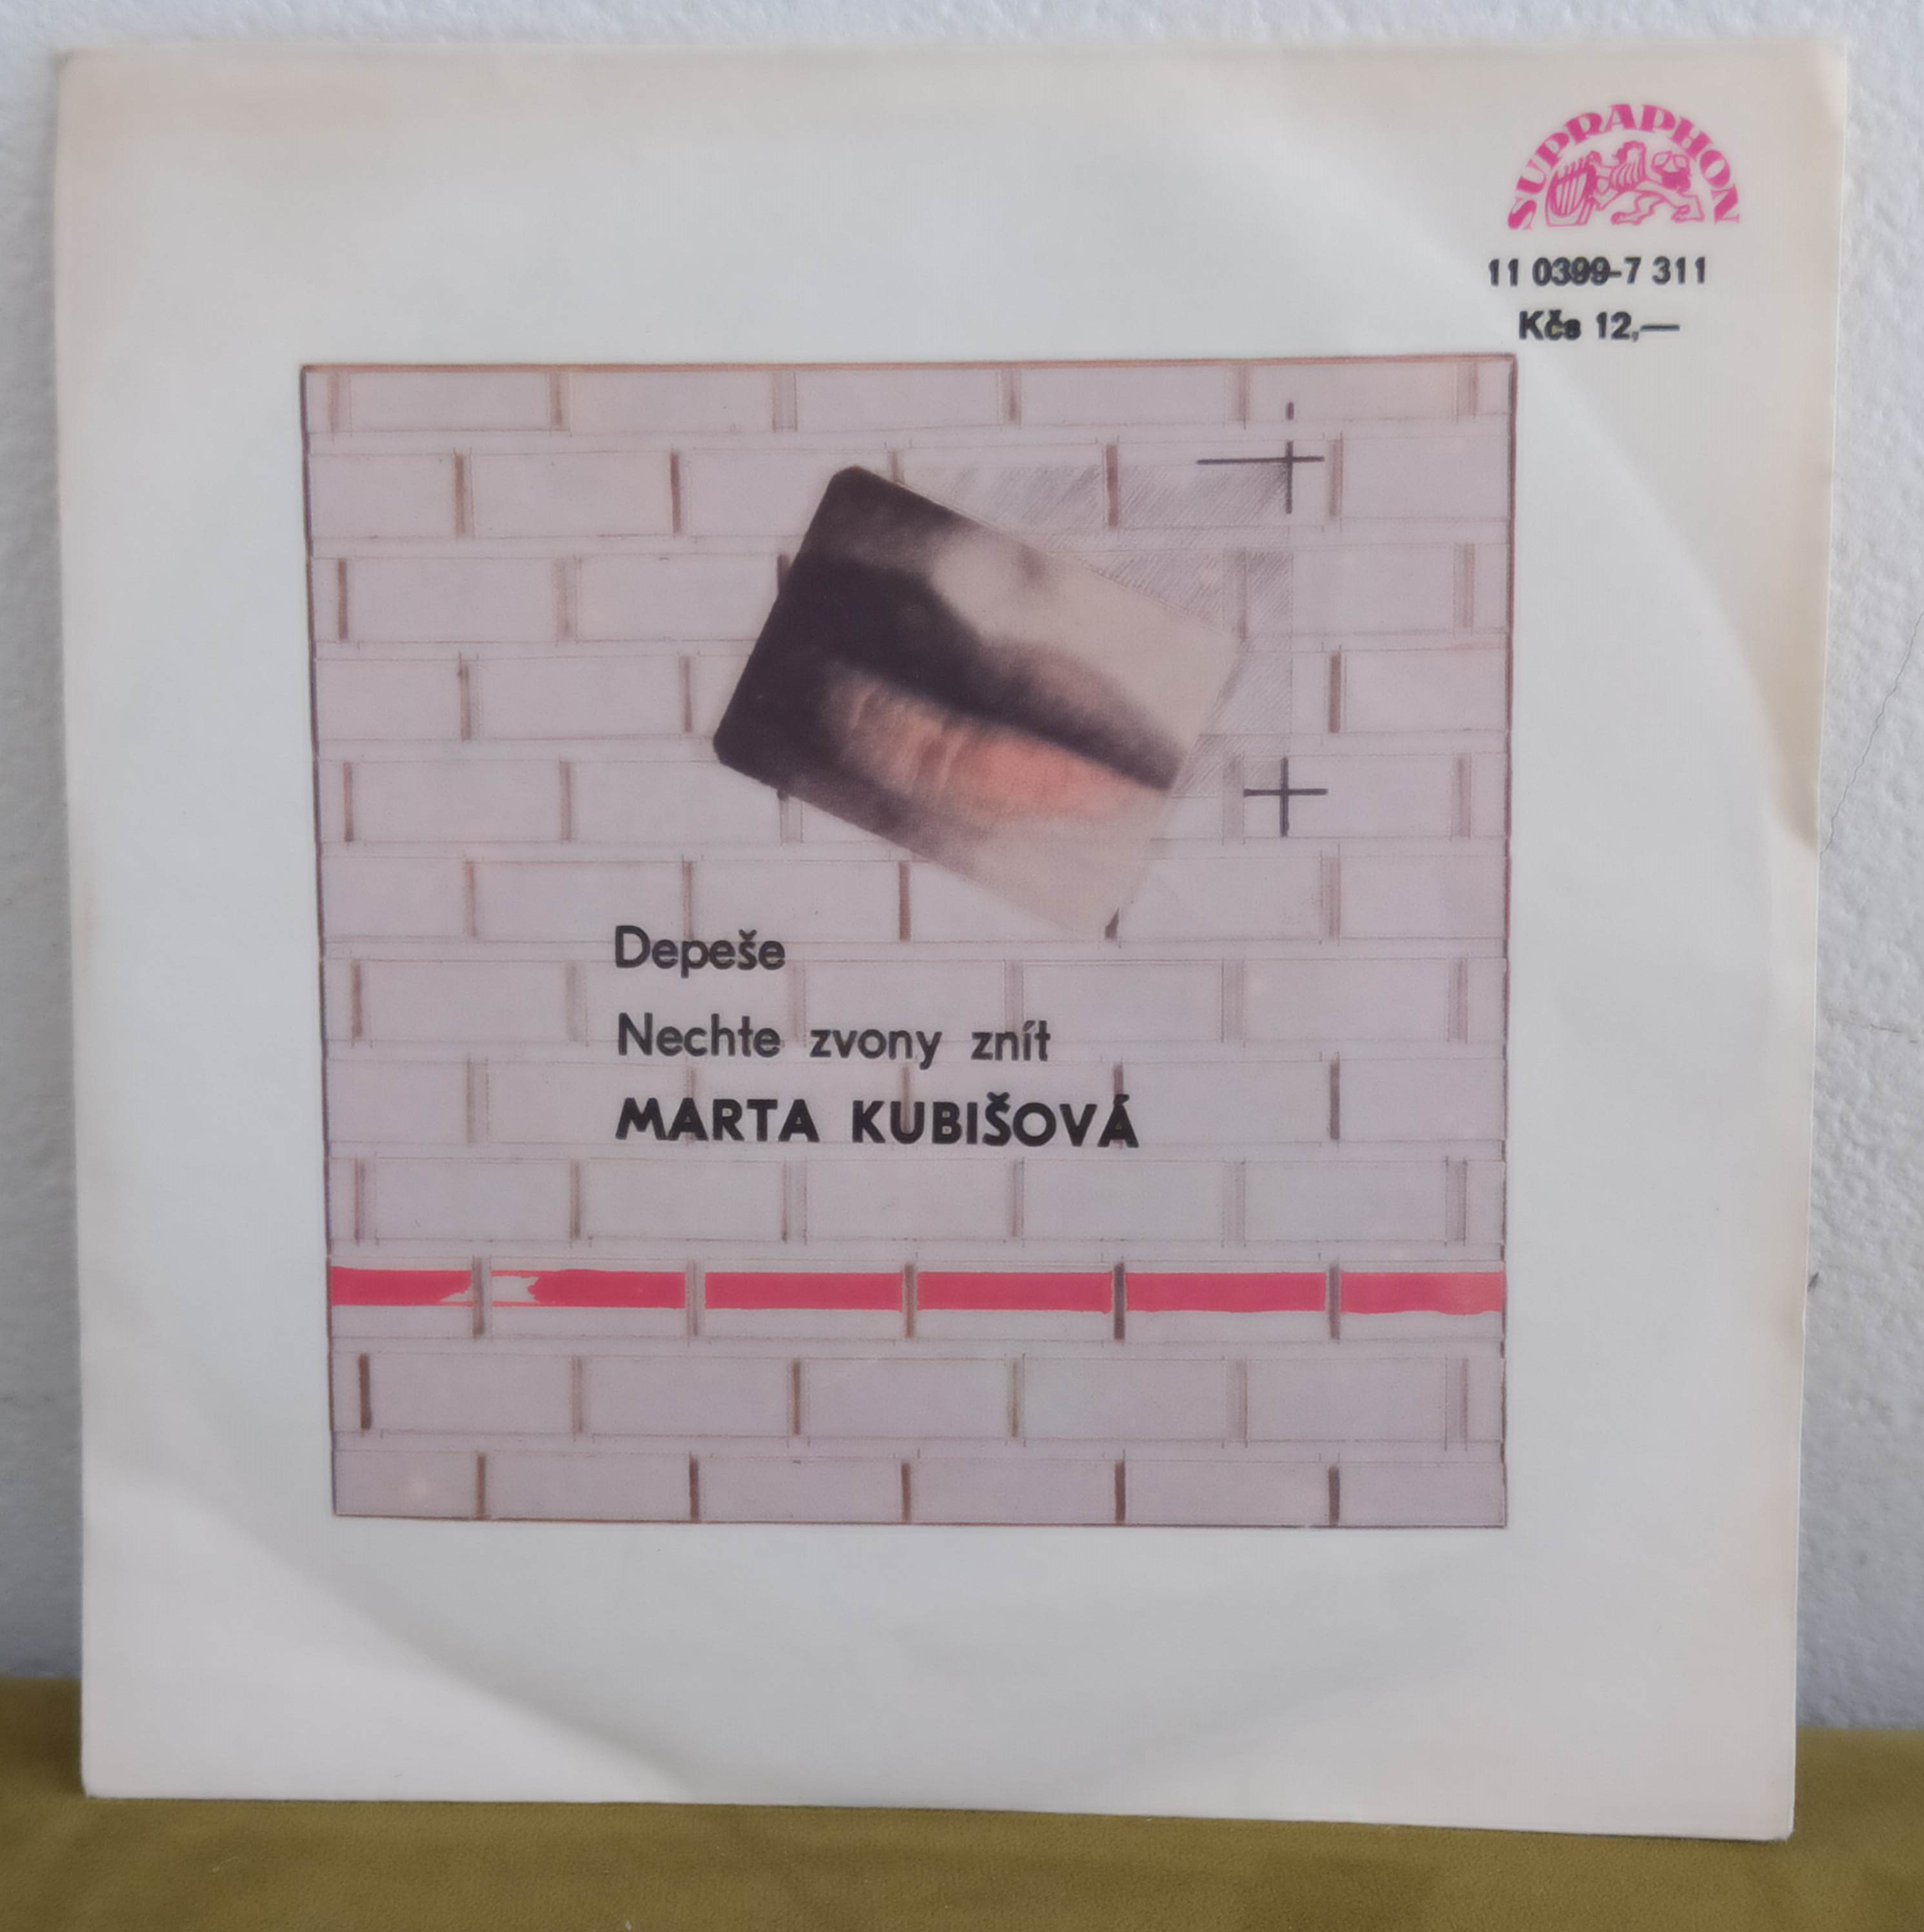 SUPRAPHON
11 0399-7 311
Kčs 12,—
Depeše
Nechte zvony znít
MARTA KUBIŠOVÁ